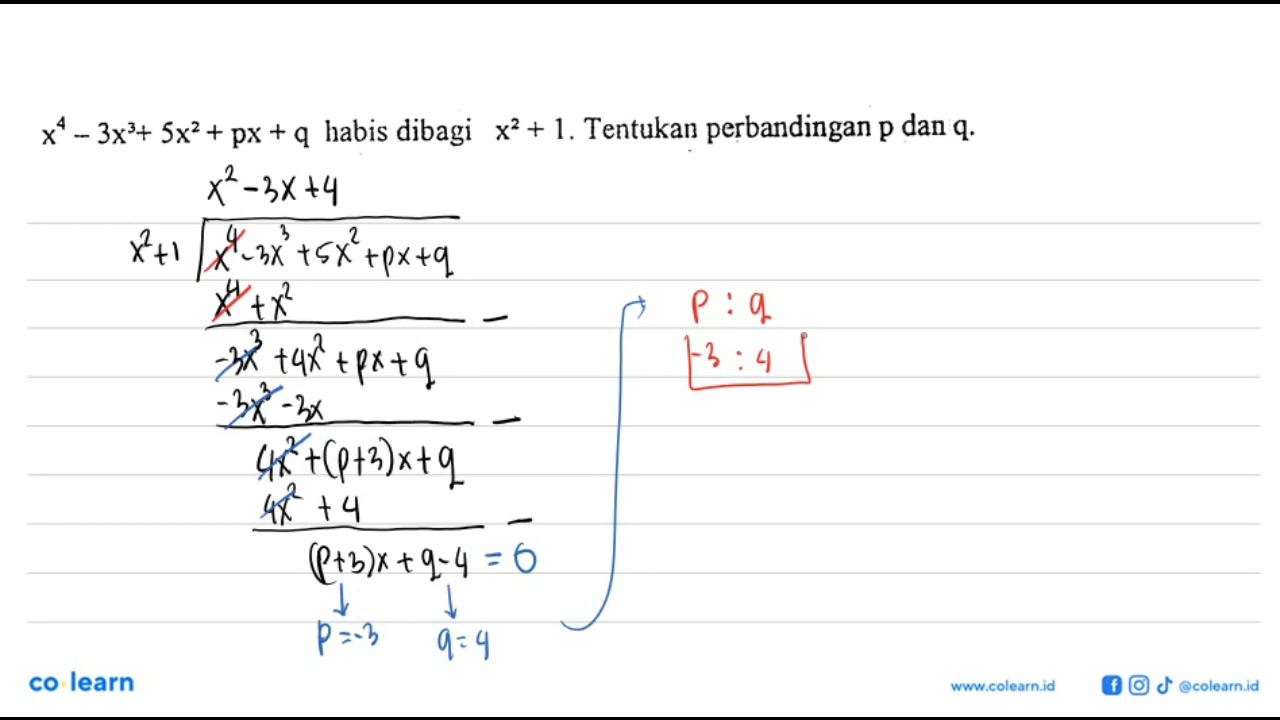 x⁴ – 3x³+ 5x² + px + q habis dibagi x² + 1. Tentukan perbandingan p dan q.
x² - 3x + 4
x²+1 x⁴ - 3x³ + 5x² + px + q
x⁴ + x²
-3x³ + 4x² + px + q
-3x³ - 3x
4x² + (p+3)x + q
4x² + 4
(p+3)x + q - 4 = 0
p = -3 q = 4
p : q
-3 : 4
co·learn
www.colearn.id @colearn.id